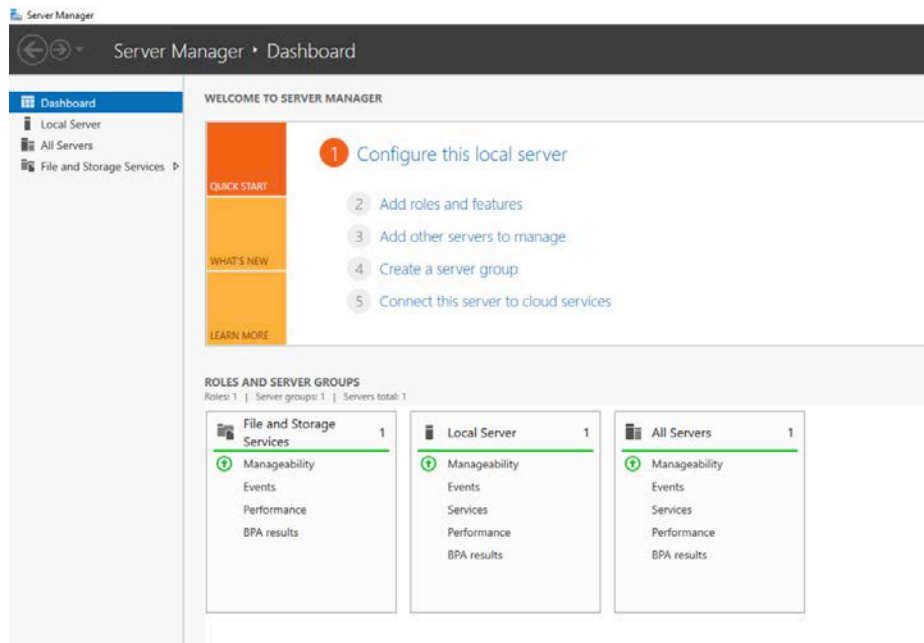 Server Manager
Server Manager • Dashboard
Dashboard
Local Server
All Servers
File and Storage Services
WELCOME TO SERVER MANAGER
QUICK START
WHAT'S NEW
LEARN MORE
1 Configure this local server
2 Add roles and features
3 Add other servers to manage
4 Create a server group
5 Connect this server to cloud services
ROLES AND SERVER GROUPS
Roles: 1 | Server groups: 1 | Servers total: 1
File and Storage
Services 1
Manageability
Events
Performance
BPA results
Local Server 1
Manageability
Events
Services
Performance
BPA results
All Servers 1
Manageability
Events
Services
Performance
BPA results